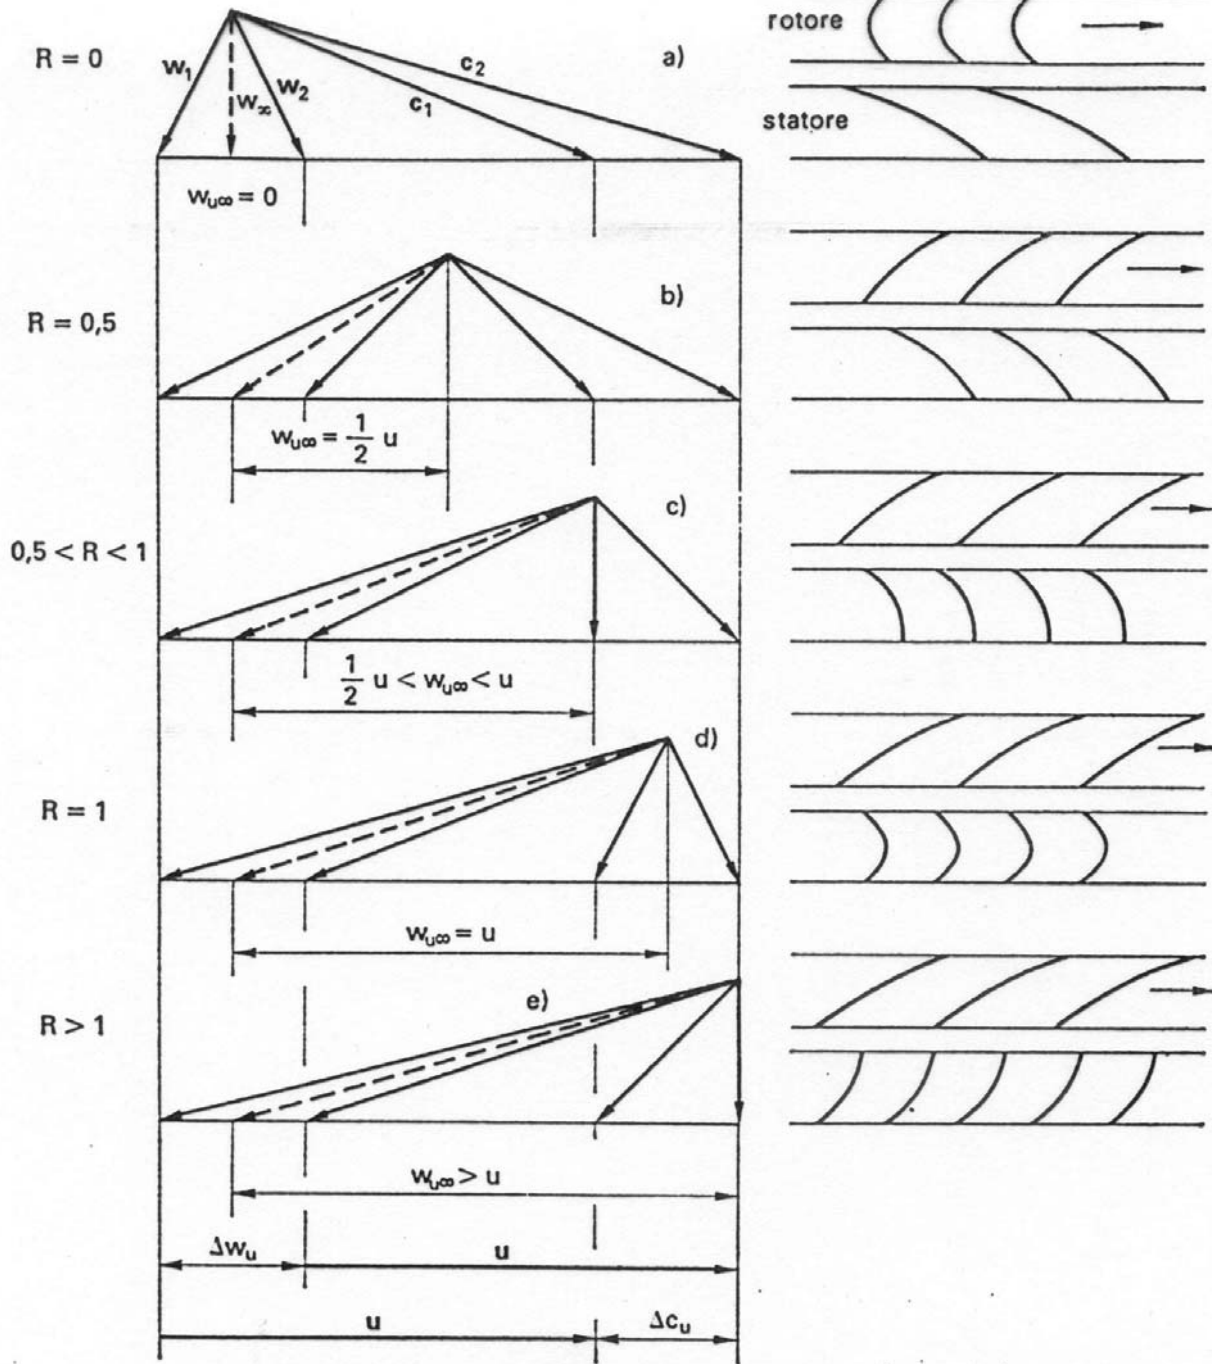 rotore
R = 0
w₁
w∞
w₂
c₁
c₂
a)
statore
wᵤ∞ = 0
b)
R = 0,5
wᵤ∞ = 1/2 u
c)
0,5 < R < 1
1/2 u < wᵤ∞ < u
d)
R = 1
wᵤ∞ = u
e)
R > 1
wᵤ∞ > u
Δwᵤ
u
u
Δcᵤ